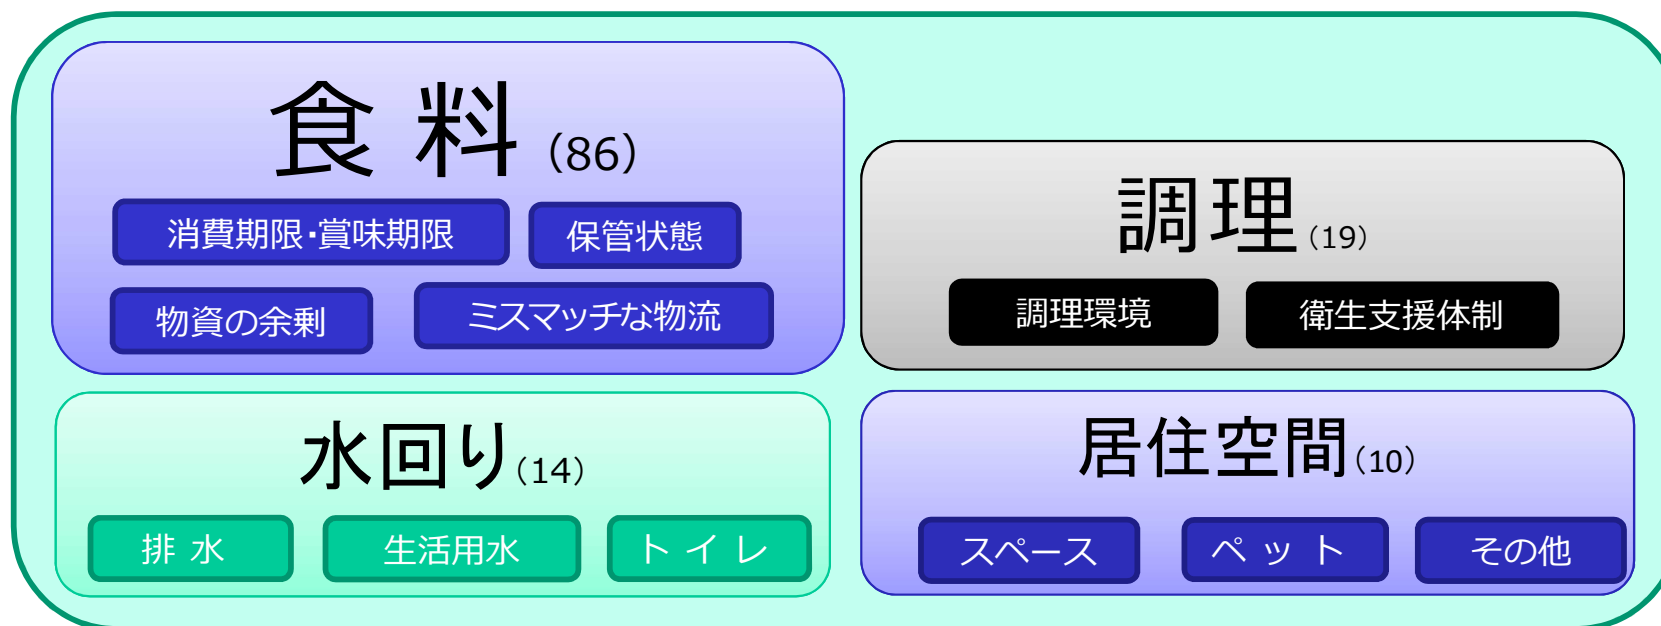 食料（86）
消費期限・賞味期限
保管状態
物資の余剰
ミスマッチな物流
調理（19）
調理環境
衛生支援体制
水回り（14）
排水
生活用水
トイレ
居住空間（10）
スペース
ペット
その他